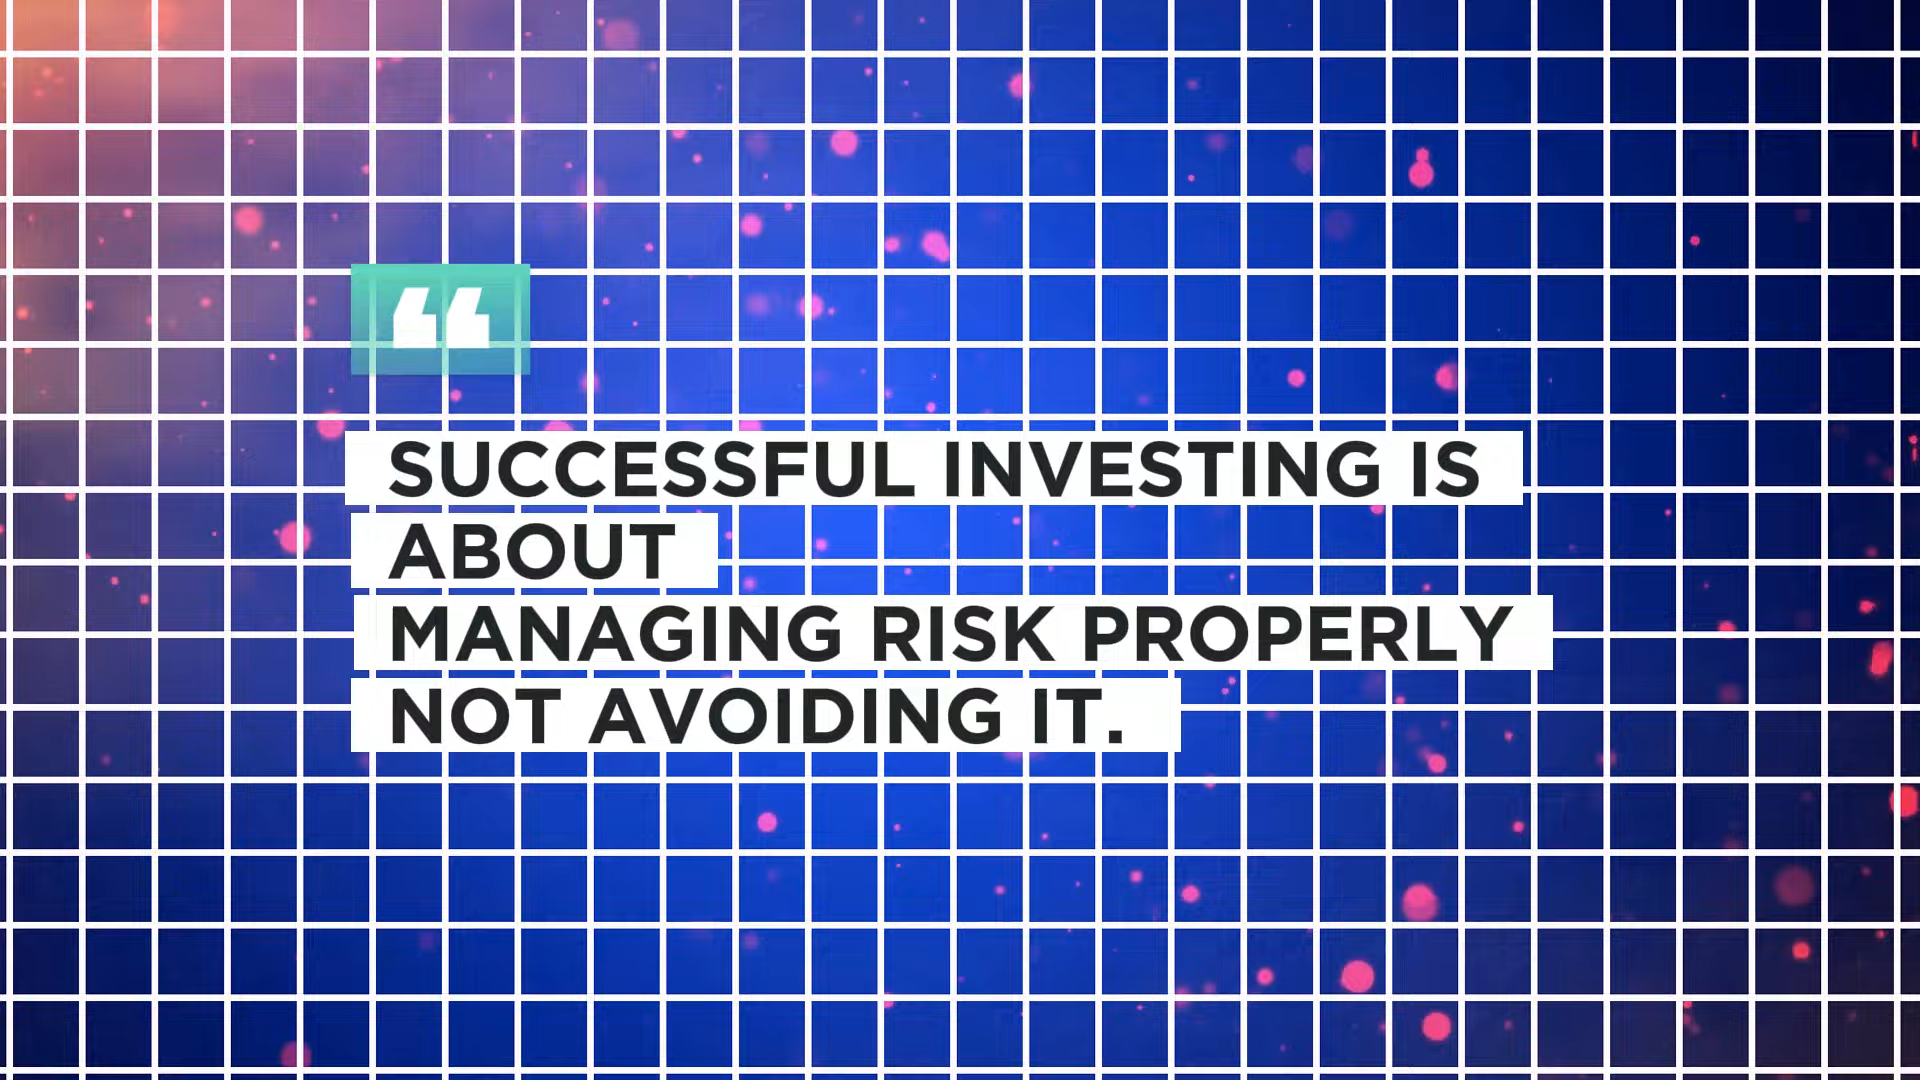 “
SUCCESSFUL INVESTING IS
ABOUT
MANAGING RISK PROPERLY
NOT AVOIDING IT.